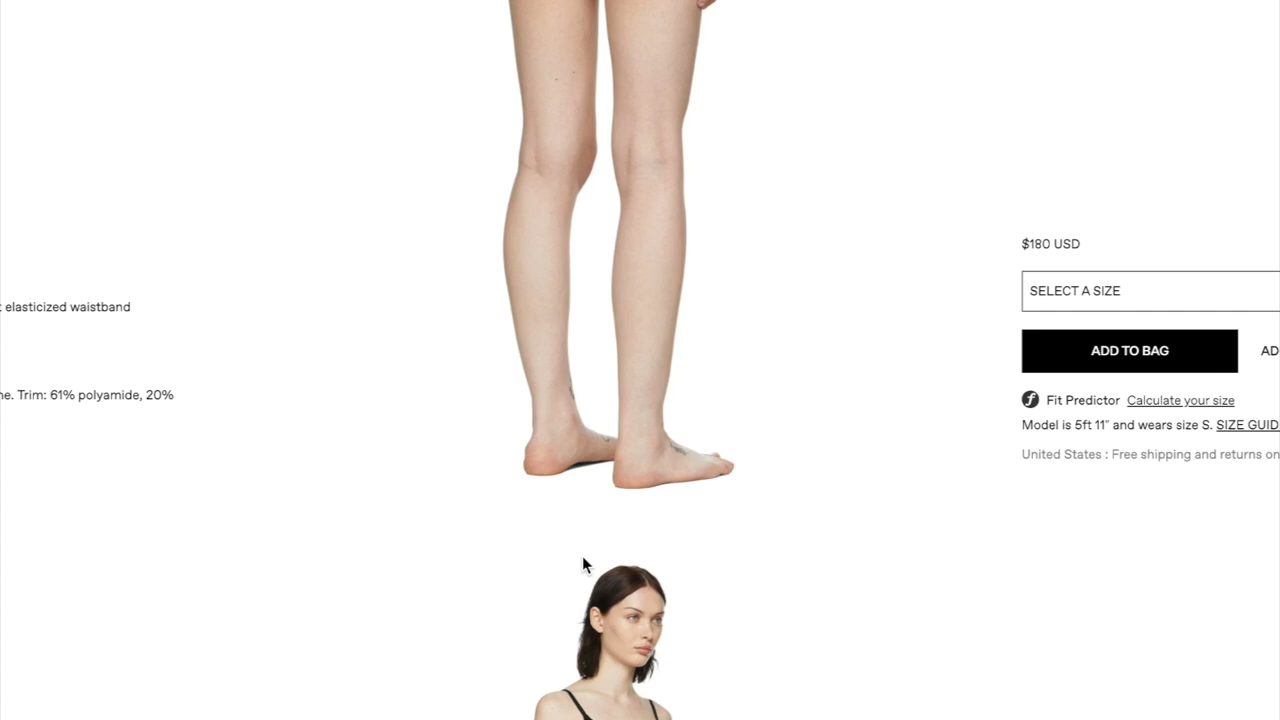 $180 USD
SELECT A SIZE
elasticized waistband
ADD TO BAG
AD
ne. Trim: 61% polyamide, 20%
Fit Predictor Calculate your size
Model is 5ft 11" and wears size S. SIZE GUID
United States : Free shipping and returns on